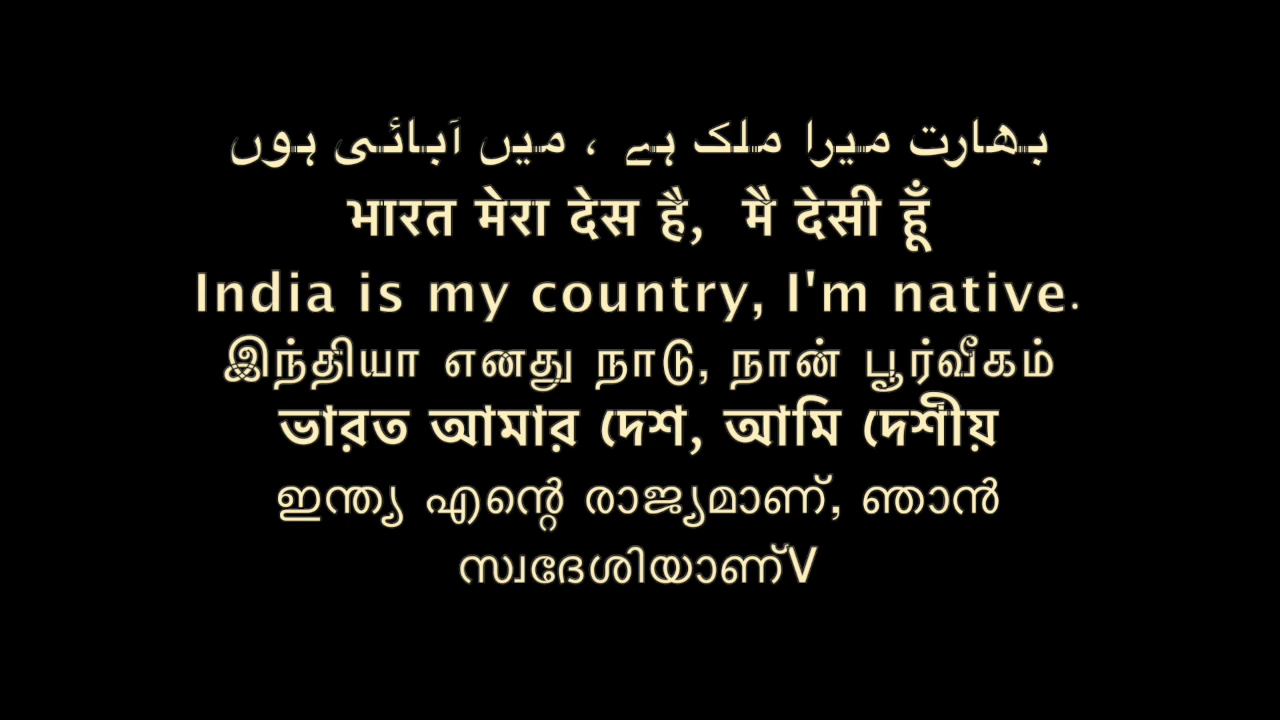 بھارت میرا ملک ہے ، میں آبائی ہوں
भारत मेरा देस है, मै देसी हूँ
India is my country, I'm native.
இந்தியா எனது நாடு, நான் பூர்வீகம்
ভারত আমার দেশ, আমি দেশীয়
ഇന്ത്യ എന്റെ രാജ്യമാണ്, ഞാൻ
സ്വദേശിയാണ്V